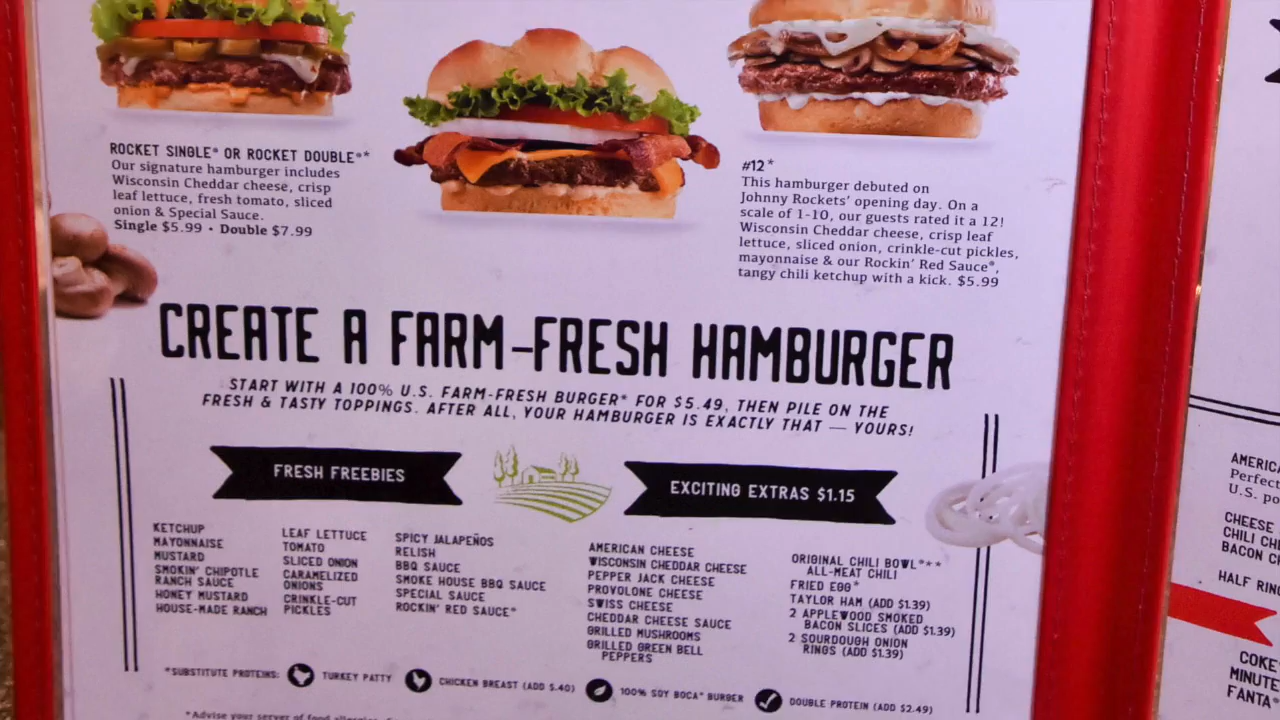 ROCKET SINGLE® OR ROCKET DOUBLE®*
Our signature hamburger includes
Wisconsin Cheddar cheese, crisp
leaf lettuce, fresh tomato, sliced
onion & Special Sauce.
Single $5.99 • Double $7.99
#12*
This hamburger debuted on
Johnny Rockets' opening day. On a
scale of 1-10, our guests rated it a 12!
Wisconsin Cheddar cheese, crisp leaf
lettuce, sliced onion, crinkle-cut pickles,
mayonnaise & our Rockin' Red Sauce®,
tangy chili ketchup with a kick. $5.99
CREATE A FARM-FRESH HAMBURGER
START WITH A 100% U.S. FARM-FRESH BURGER* FOR $5.49, THEN PILE ON THE
FRESH & TASTY TOPPINGS. AFTER ALL, YOUR HAMBURGER IS EXACTLY THAT — YOURS!
FRESH FREEBIES
KETCHUP
MAYONNAISE
MUSTARD
SMOKIN' CHIPOTLE
RANCH SAUCE
HONEY MUSTARD
HOUSE-MADE RANCH
LEAF LETTUCE
TOMATO
SLICED ONION
CARAMELIZED
ONIONS
CRINKLE-CUT
PICKLES
SPICY JALAPEÑOS
RELISH
BBQ SAUCE
SMOKE HOUSE BBQ SAUCE
SPECIAL SAUCE
ROCKIN' RED SAUCE®
EXCITING EXTRAS $1.15
AMERICAN CHEESE
WISCONSIN CHEDDAR CHEESE
PEPPER JACK CHEESE
PROVOLONE CHEESE
SWISS CHEESE
CHEDDAR CHEESE SAUCE
GRILLED MUSHROOMS
GRILLED GREEN BELL
PEPPERS
ORIGINAL CHILI BOWL®**
ALL-MEAT CHILI
FRIED EGG*
TAYLOR HAM (ADD $1.39)
2 APPLEWOOD SMOKED
BACON SLICES (ADD $1.39)
2 SOURDOUGH ONION
RINGS (ADD $1.39)
*SUBSTITUTE PROTEINS:
TURKEY PATTY
CHICKEN BREAST (ADD $.40)
100% SOY BOCA® BURGER
DOUBLE PROTEIN (ADD $2.49)
*Advise your server of food
AMERICA
Perfect
U.S. po
CHEESE
CHILI CH
BACON C
HALF RING
COKE
MINUTE
FANTA®